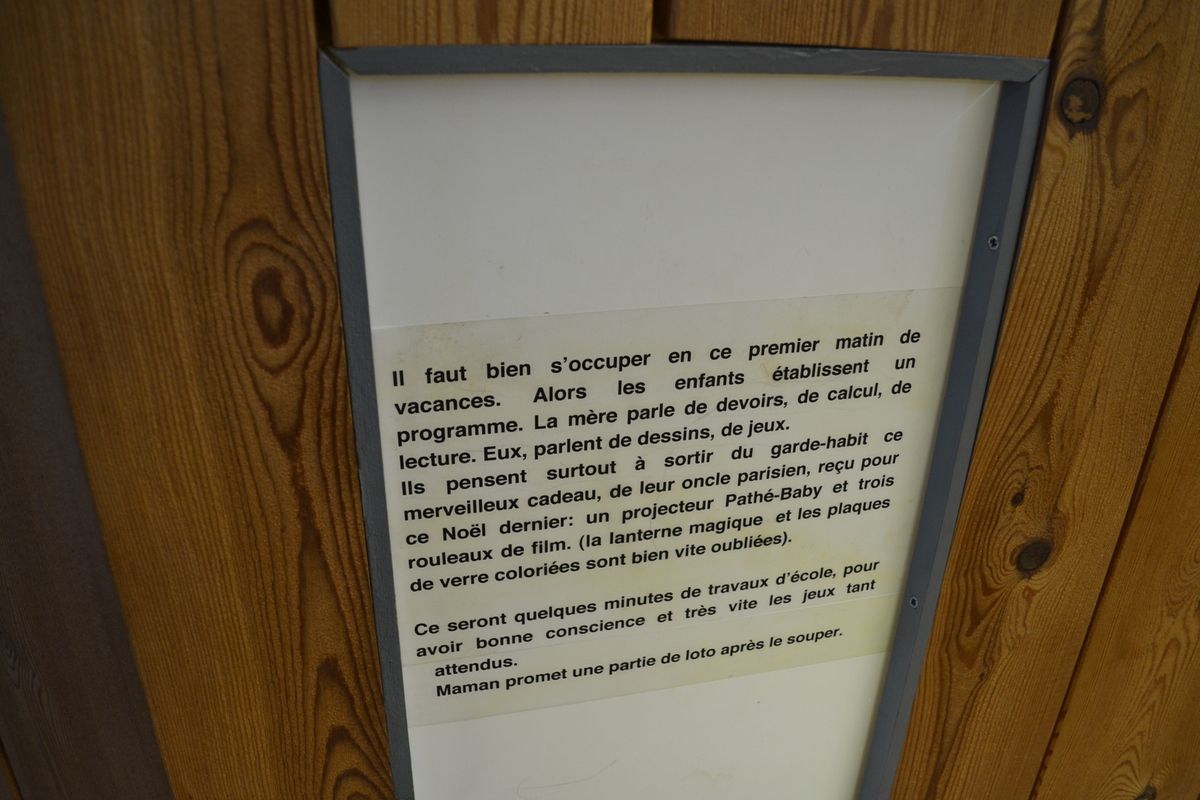 Il faut bien s'occuper en ce premier matin de
vacances. Alors les enfants établissent un
programme. La mère parle de devoirs, de calcul, de
lecture. Eux, parlent de dessins, de jeux.
Ils pensent surtout à sortir du garde-habit ce
merveilleux cadeau, de leur oncle parisien, reçu pour
ce Noël dernier: un projecteur Pathé-Baby et trois
rouleaux de film. (la lanterne magique et les plaques
de verre coloriées sont bien vite oubliées).
Ce seront quelques minutes de travaux d'école, pour
avoir bonne conscience et très vite les jeux tant
attendus.
Maman promet une partie de loto après le souper.